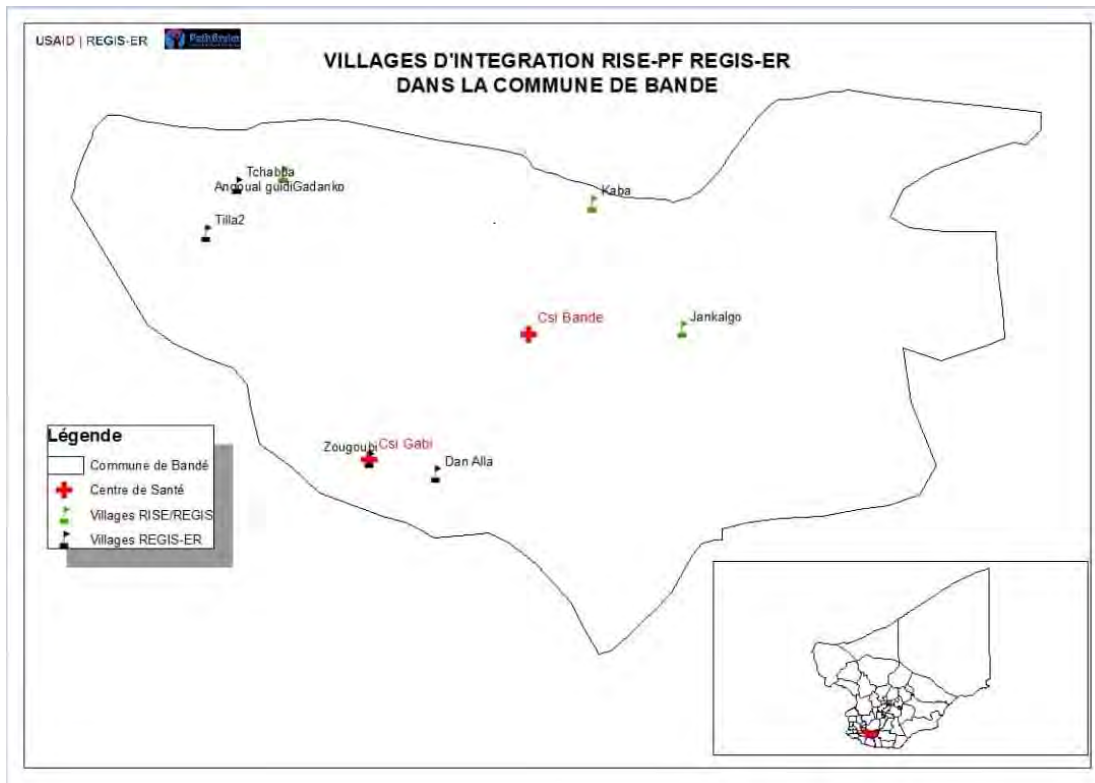 USAID | REGIS-ER
Pathfinder
VILLAGES D'INTEGRATION RISE-PF REGIS-ER
DANS LA COMMUNE DE BANDE
Tchabba
Angoual guidiGadanko
Kaba
Tilla2
Csi Bande
Jankalgo
Zougoubi
Csi Gabi
Dan Alla
Légende
Commune de Bandé
Centre de Santé
Villages RISE/REGIS
Villages REGIS-ER